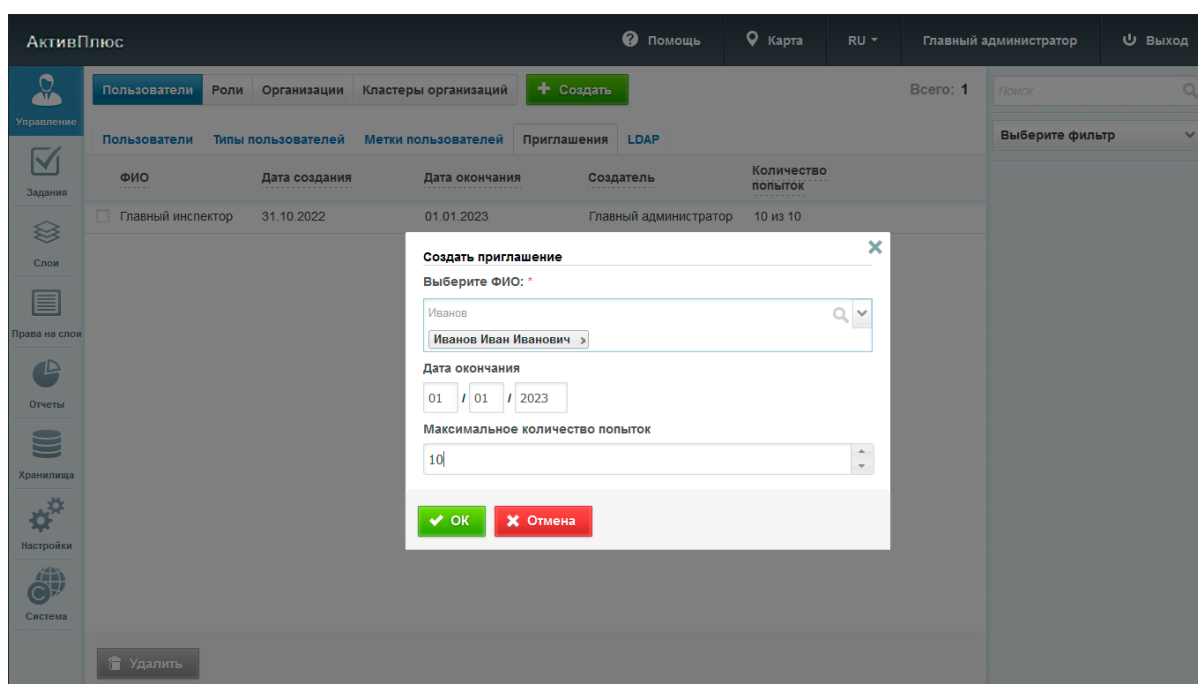 АктивПлюс
Помощь
Карта
RU
Главный администратор
Выход
Управление
Задания
Слои
Права на слои
Отчеты
Хранилища
Настройки
Система
Пользователи Роли Организации Кластеры организаций
Создать
Всего: 1
Пользователи Типы пользователей Метки пользователей Приглашения LDAP
ФИО Дата создания Дата окончания Создатель Количество
попыток
Главный инспектор 31.10.2022 01.01.2023 Главный администратор 10 из 10
Создать приглашение
Выберите ФИО: *
Иванов
Иванов Иван Иванович
Дата окончания
01 / 01 / 2023
Максимальное количество попыток
10
ОК
Отмена
Удалить
Поиск
Выберите фильтр